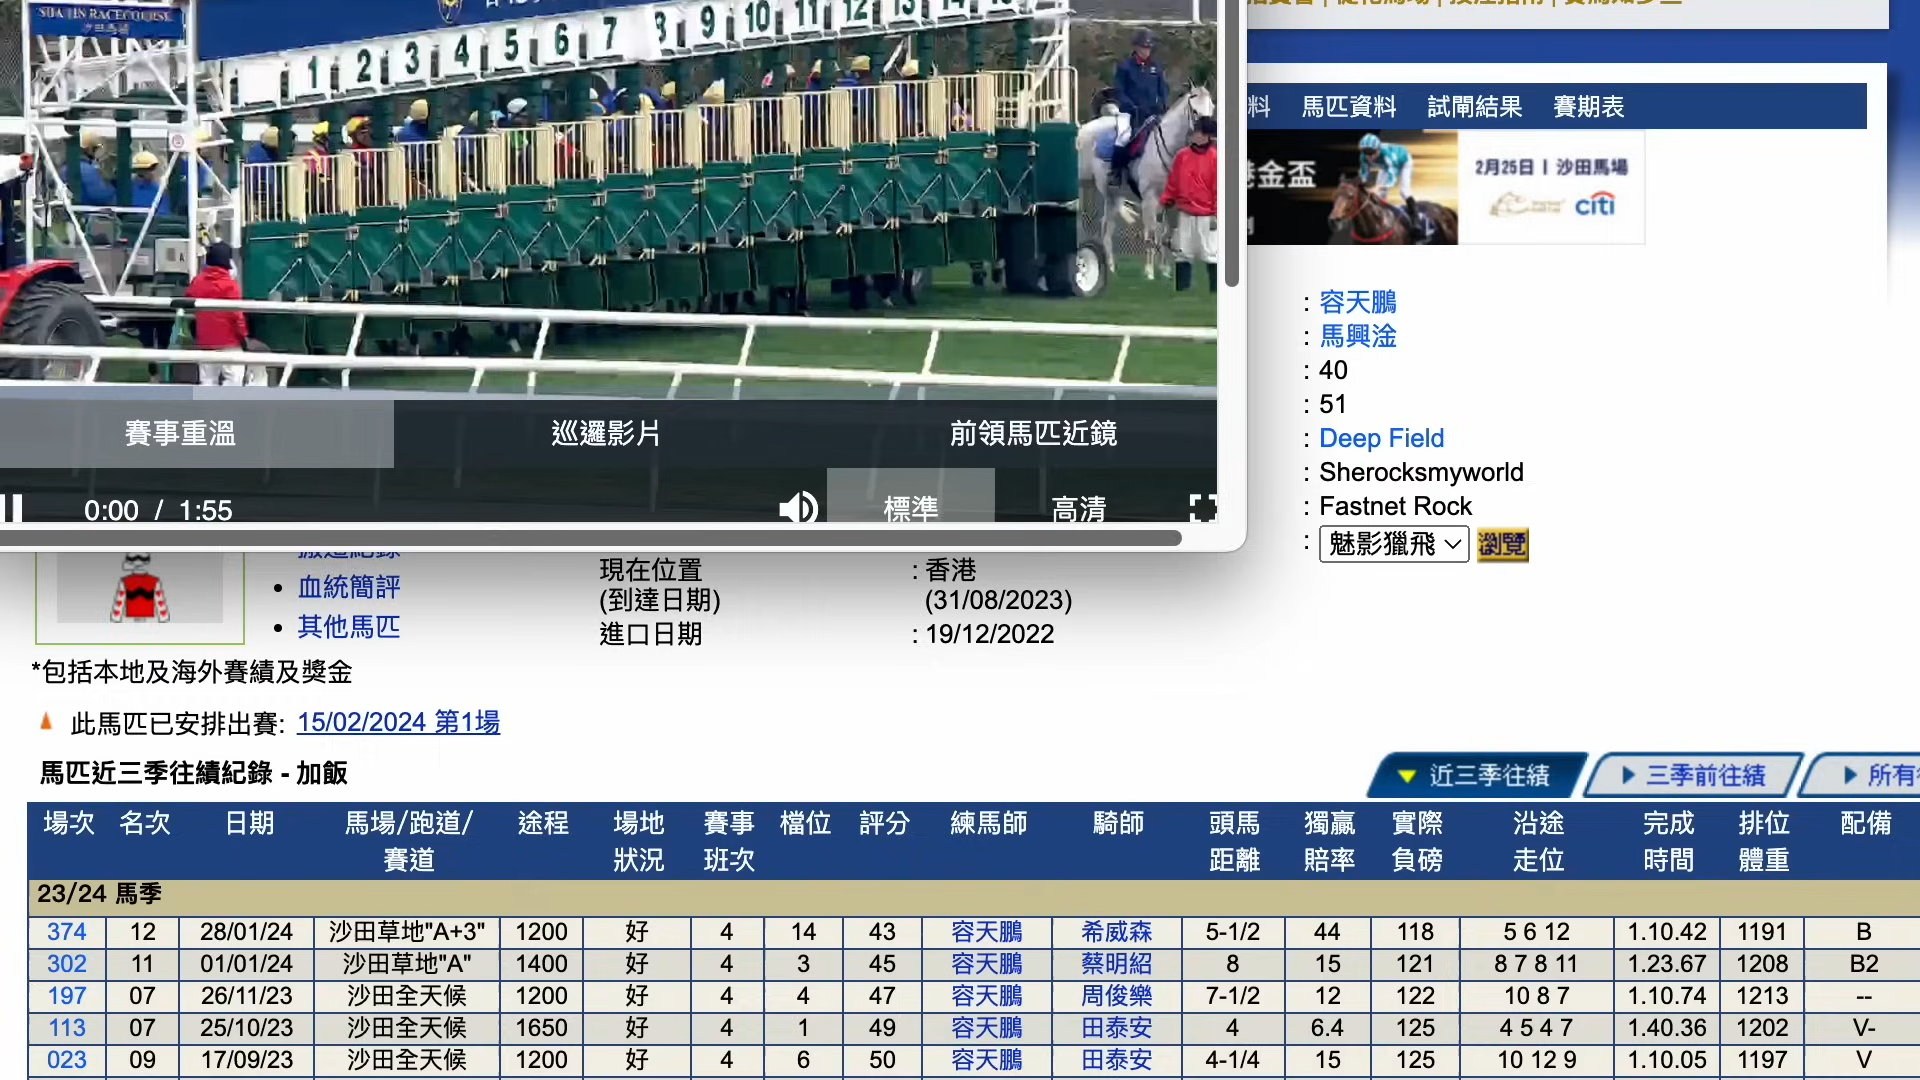 SHA TIN RACECOURSE
沙田馬場
1 2 3 4 5 6 7 8 9 10 11 12 13 14
料 馬匹資料 試閘結果 賽期表
港金盃
2月25日 | 沙田馬場
citi
: 容天鵬
: 馬興淦
: 40
: 51
: Deep Field
: Sherocksmyworld
: Fastnet Rock
: 魅影獵飛 瀏覽
賽事重溫 巡邏影片 前領馬匹近鏡
0:00 / 1:55 標準 高清
搬遷紀錄
• 血統簡評
• 其他馬匹
現在位置 : 香港
(到達日期) (31/08/2023)
進口日期 : 19/12/2022
*包括本地及海外賽績及獎金
此馬匹已安排出賽: 15/02/2024 第1場
馬匹近三季往績紀錄 - 加飯
近三季往績 三季前往績 所有
場次 名次 日期 馬場/跑道/ 途程 場地 賽事 檔位 評分 練馬師 騎師 頭馬 獨贏 實際 沿途 完成 排位 配備
賽道 狀況 班次 距離 賠率 負磅 走位 時間 體重
23/24 馬季
374 12 28/01/24 沙田草地"A+3" 1200 好 4 14 43 容天鵬 希威森 5-1/2 44 118 5 6 12 1.10.42 1191 B
302 11 01/01/24 沙田草地"A" 1400 好 4 3 45 容天鵬 蔡明紹 8 15 121 8 7 8 11 1.23.67 1208 B2
197 07 26/11/23 沙田全天候 1200 好 4 4 47 容天鵬 周俊樂 7-1/2 12 122 10 8 7 1.10.74 1213 --
113 07 25/10/23 沙田全天候 1650 好 4 1 49 容天鵬 田泰安 4 6.4 125 4 5 4 7 1.40.36 1202 V-
023 09 17/09/23 沙田全天候 1200 好 4 6 50 容天鵬 田泰安 4-1/4 15 125 10 12 9 1.10.05 1197 V